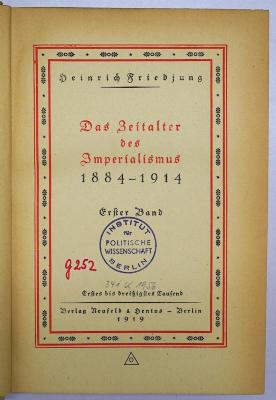 Heinrich Friedjung
Das Zeitalter
des
Imperialismus
1884-1914
Erster Band
INSTITUT
für
POLITISCHE
WISSENSCHAFT
BERLIN
g252
Erstes bis dreißigstes Tausend
Verlag Neufeld & Henius – Berlin
1919